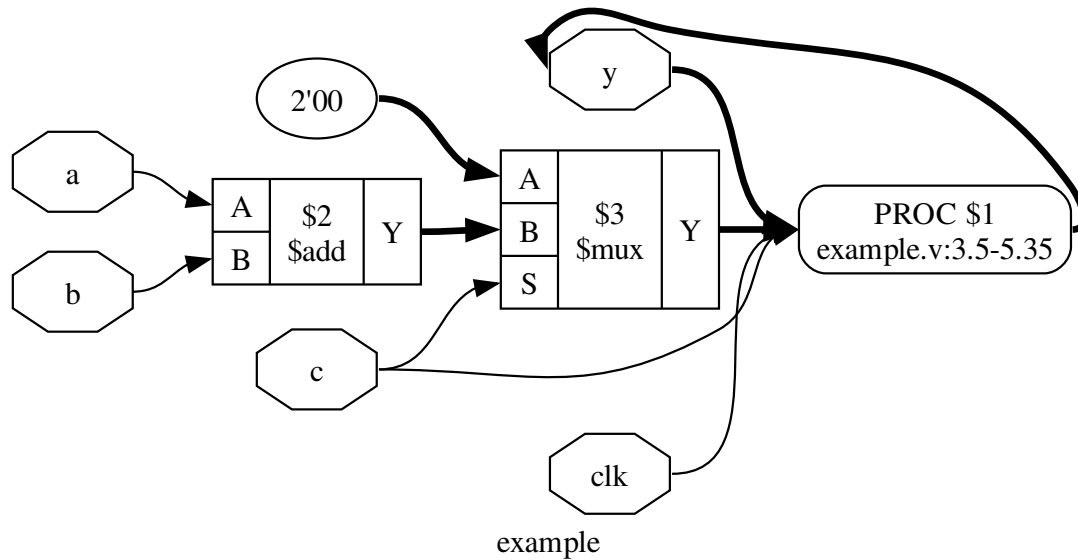 y
2'00
a
A
B
$2
$add
Y
b
A
B
S
$3
$mux
Y
PROC $1
example.v:3.5-5.35
c
clk
example